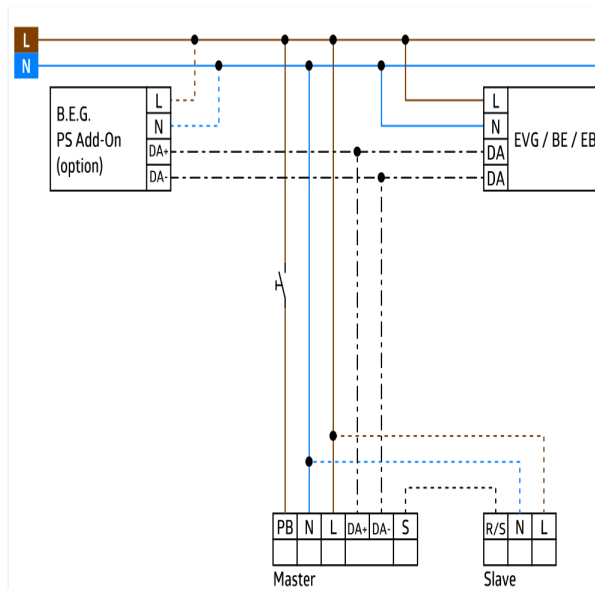 L
N
B.E.G.
PS Add-On
(option)
L
N
DA+
DA-
L
N
DA
DA
EVG / BE / EB
PB N L DA+ DA- S
R/S N L
Master
Slave